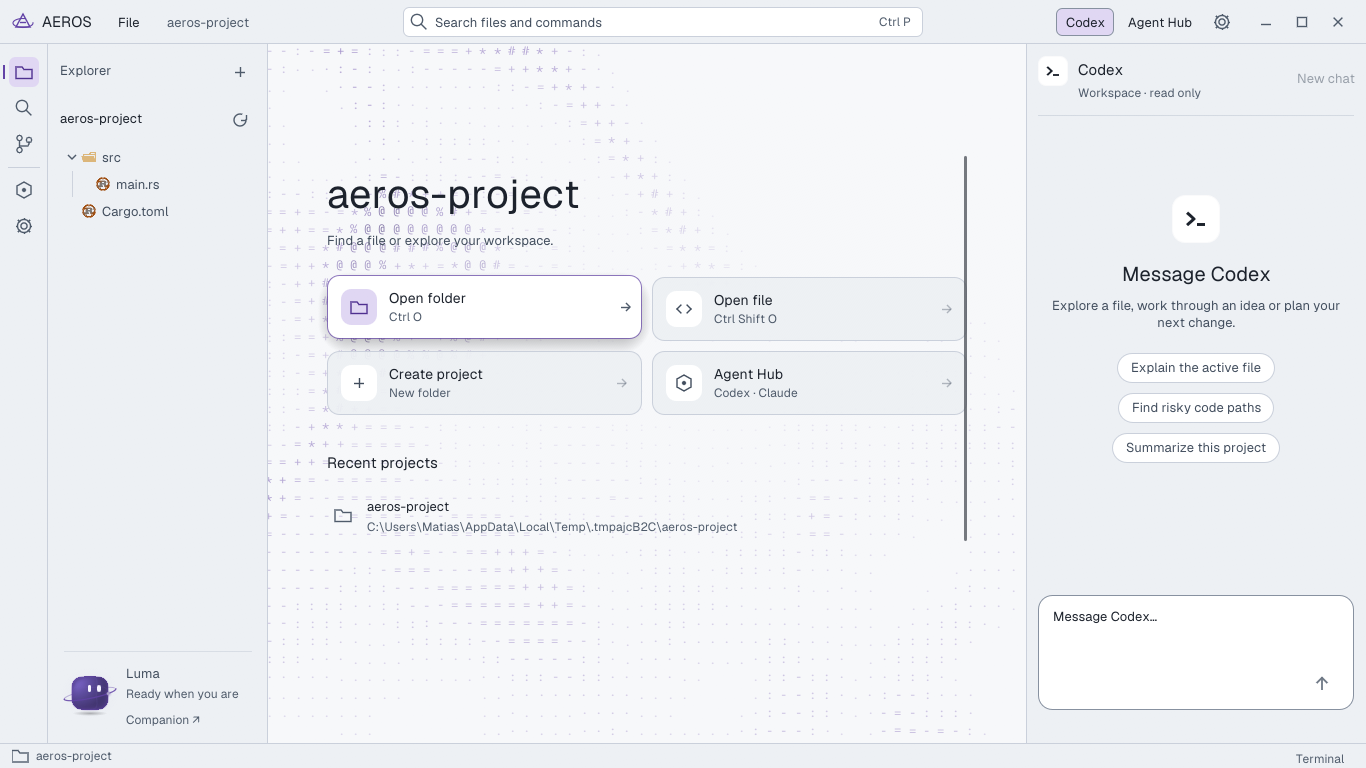 AEROS File aeros-project Search files and commands Ctrl P Codex Agent Hub
Explorer
aeros-project
src
main.rs
Cargo.toml
Luma
Ready when you are
Companion ↗
aeros-project
Find a file or explore your workspace.
Open folder
Ctrl O
Open file
Ctrl Shift O
Create project
New folder
Agent Hub
Codex · Claude
Recent projects
aeros-project
C:\Users\Matias\AppData\Local\Temp\.tmpajcB2C\aeros-project
Codex
Workspace · read only
New chat
Message Codex
Explore a file, work through an idea or plan your
next change.
Explain the active file
Find risky code paths
Summarize this project
Message Codex…
aeros-project
Terminal